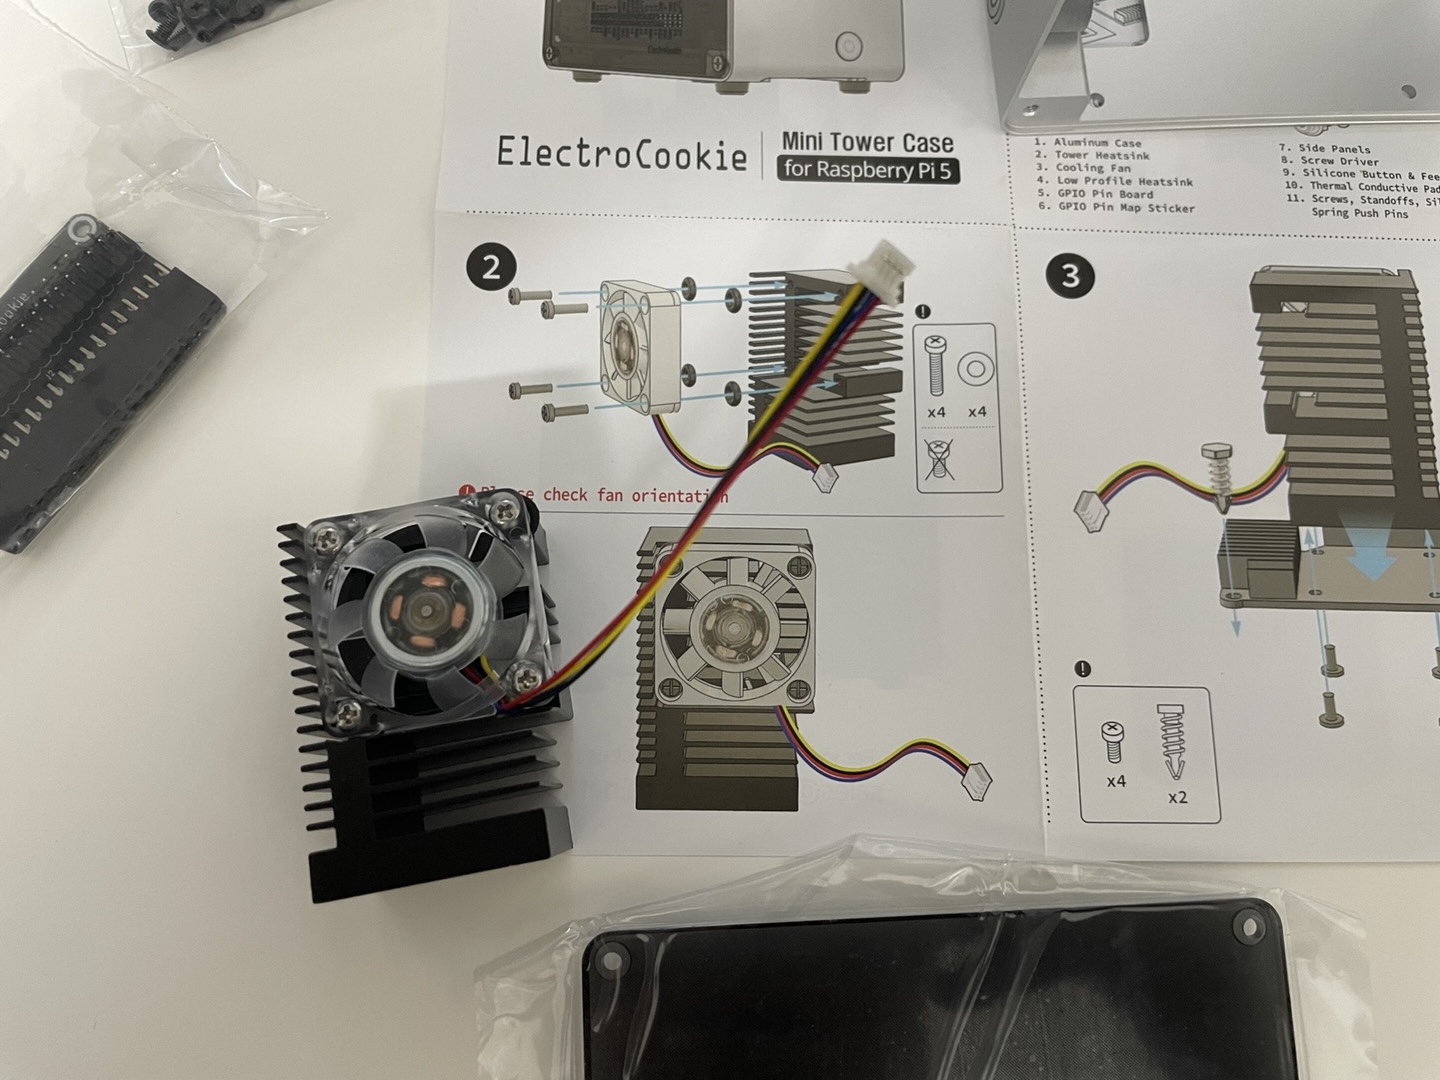 ElectroCookie
Mini Tower Case
for Raspberry Pi 5
1. Aluminum Case
2. Tower Heatsink
3. Cooling Fan
4. Low Profile Heatsink
5. GPIO Pin Board
6. GPIO Pin Map Sticker
7. Side Panels
8. Screw Driver
9. Silicone Button & Fee
10. Thermal Conductive Pad
11. Screws, Standoffs, Sil
Spring Push Pins
2
!
x4 x4
! Please check fan orientation
3
!
x4
x2